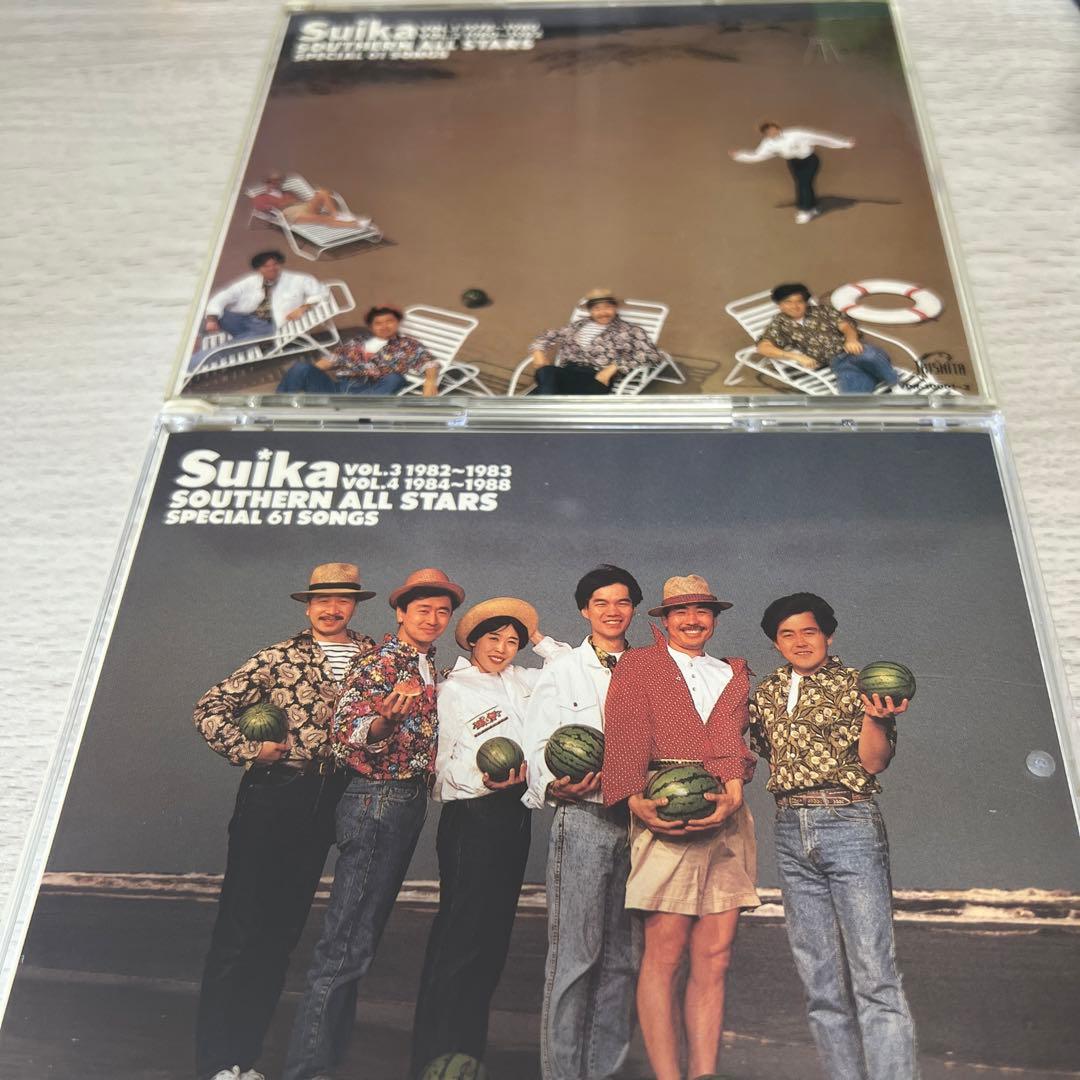 Suika
SOUTHERN ALL STARS
SPECIAL 61 SONGS
TAISHITA
Suika VOL.3 1982~1983
VOL.4 1984~1988
SOUTHERN ALL STARS
SPECIAL 61 SONGS